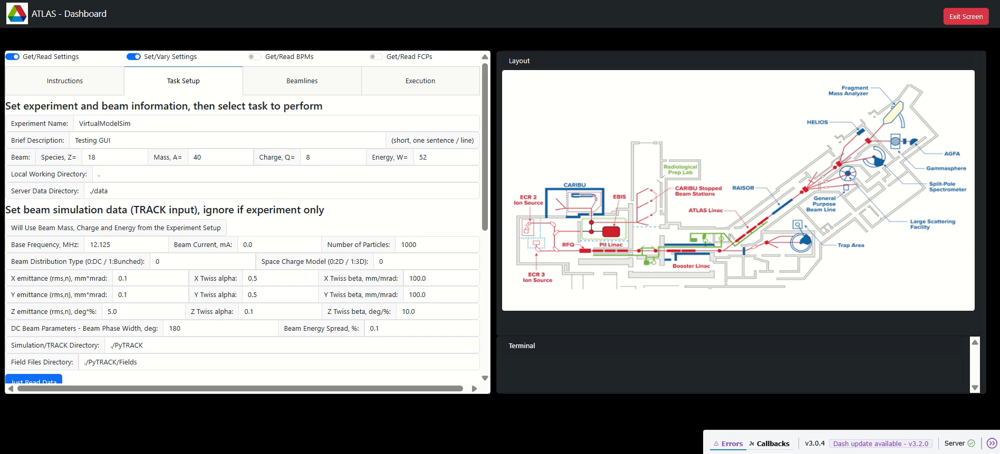 ATLAS - Dashboard
Exit Screen
Get/Read Settings
Set/Vary Settings
Get/Read BPMs
Get/Read FCPs
Instructions
Task Setup
Beamlines
Execution
Set experiment and beam information, then select task to perform
Experiment Name: VirtualModelSim
Brief Description: Testing GUI (short, one sentence / line)
Beam: Species, Z= 18 Mass, A= 40 Charge, Q= 8 Energy, W= 52
Local Working Directory: .
Server Data Directory: ./data
Set beam simulation data (TRACK input), ignore if experiment only
Will Use Beam Mass, Charge and Energy from the Experiment Setup
Base Frequency, MHz: 12.125 Beam Current, mA: 0.0 Number of Particles: 1000
Beam Distribution Type (0:DC / 1:Bunched): 0 Space Charge Model (0:2D / 1:3D): 0
X emittance (rms,n), mm*mrad: 0.1 X Twiss alpha: 0.5 X Twiss beta, mm/mrad: 100.0
Y emittance (rms,n), mm*mrad: 0.1 Y Twiss alpha: 0.5 Y Twiss beta, mm/mrad: 100.0
Z emittance (rms,n), deg*%: 5.0 Z Twiss alpha: 0.1 Z Twiss beta, deg/%: 10.0
DC Beam Parameters - Beam Phase Width, deg: 180 Beam Energy Spread, %: 0.1
Simulation/TRACK Directory: ./PyTRACK
Field Files Directory: ./PyTRACK/Fields
Just Read Data
Layout
Fragment
Mass Analyzer
HELIOS
AGFA
Gammasphere
Radiological
Prep Lab
CARIBU
CARIBU Stopped
Beam Stations
RAISOR
Split-Pole
Spectrometer
ECR 2
Ion Source
EBIS
General
Purpose
Beam Line
ATLAS Linac
Large Scattering
Facility
RFQ
PII Linac
Trap Area
Booster Linac
ECR 3
Ion Source
Terminal
Errors
Callbacks
v3.0.4
Dash update available - v3.2.0
Server